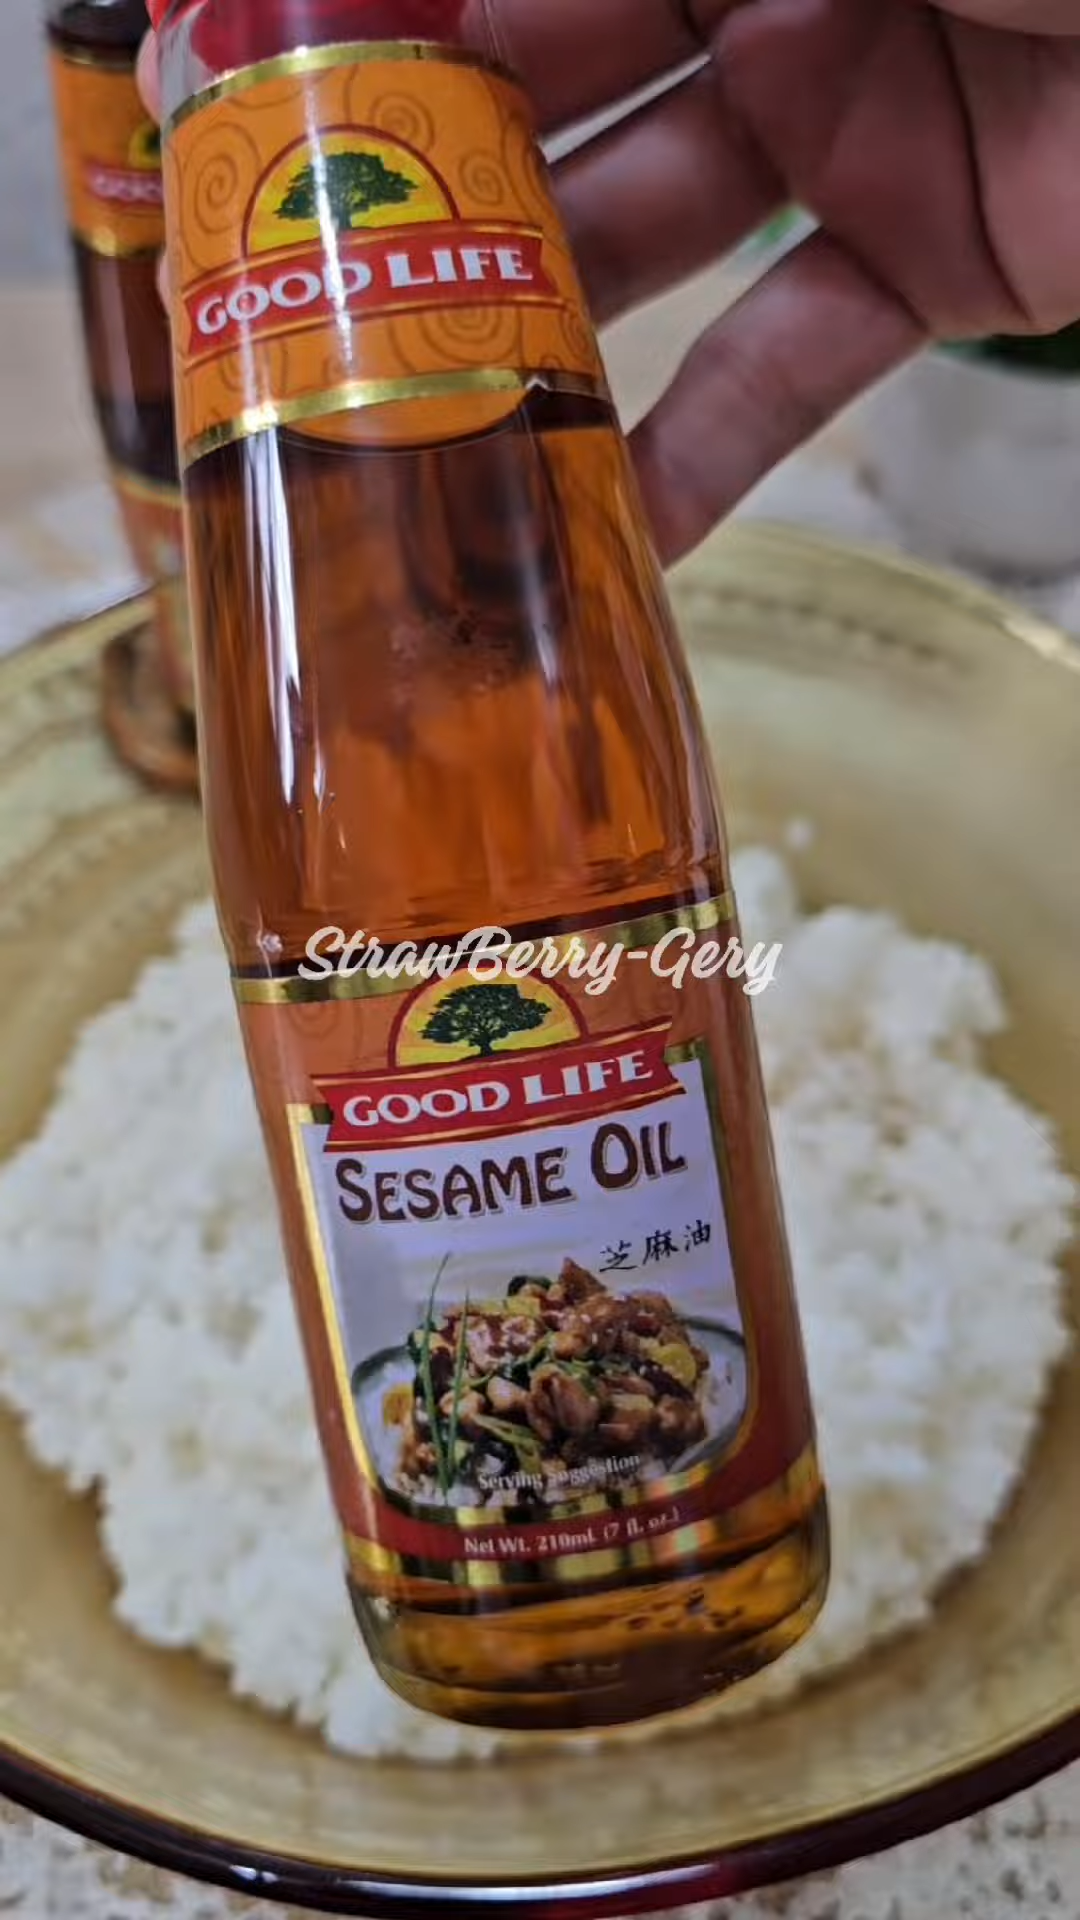 GOOD LIFE
StrawBerry-Gery
GOOD LIFE
SESAME OIL
芝麻油
Serving Suggestion
Net Wt. 210mL (7 fl. oz.)